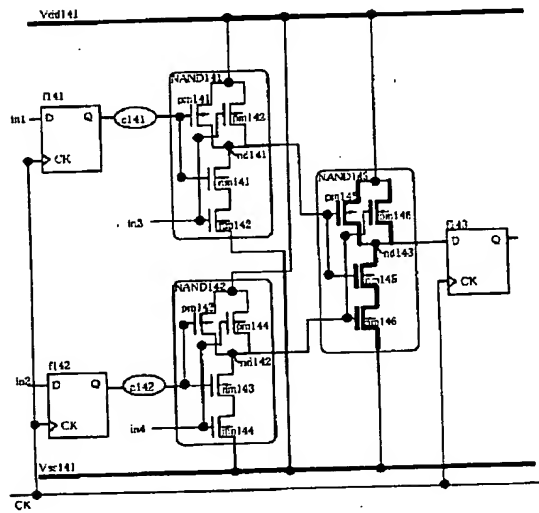 Vdd141
NAND141
f141
pm141
pm142
in1
D
Q
c141
CK
nd141
nm141
in3
nm142
NAND143
pm145
pm146
f143
nd143
D
Q
nm145
CK
nm146
NAND142
pm143
pm144
f142
nd142
in2
D
Q
c142
nm143
CK
in4
nm144
Vss141
CK